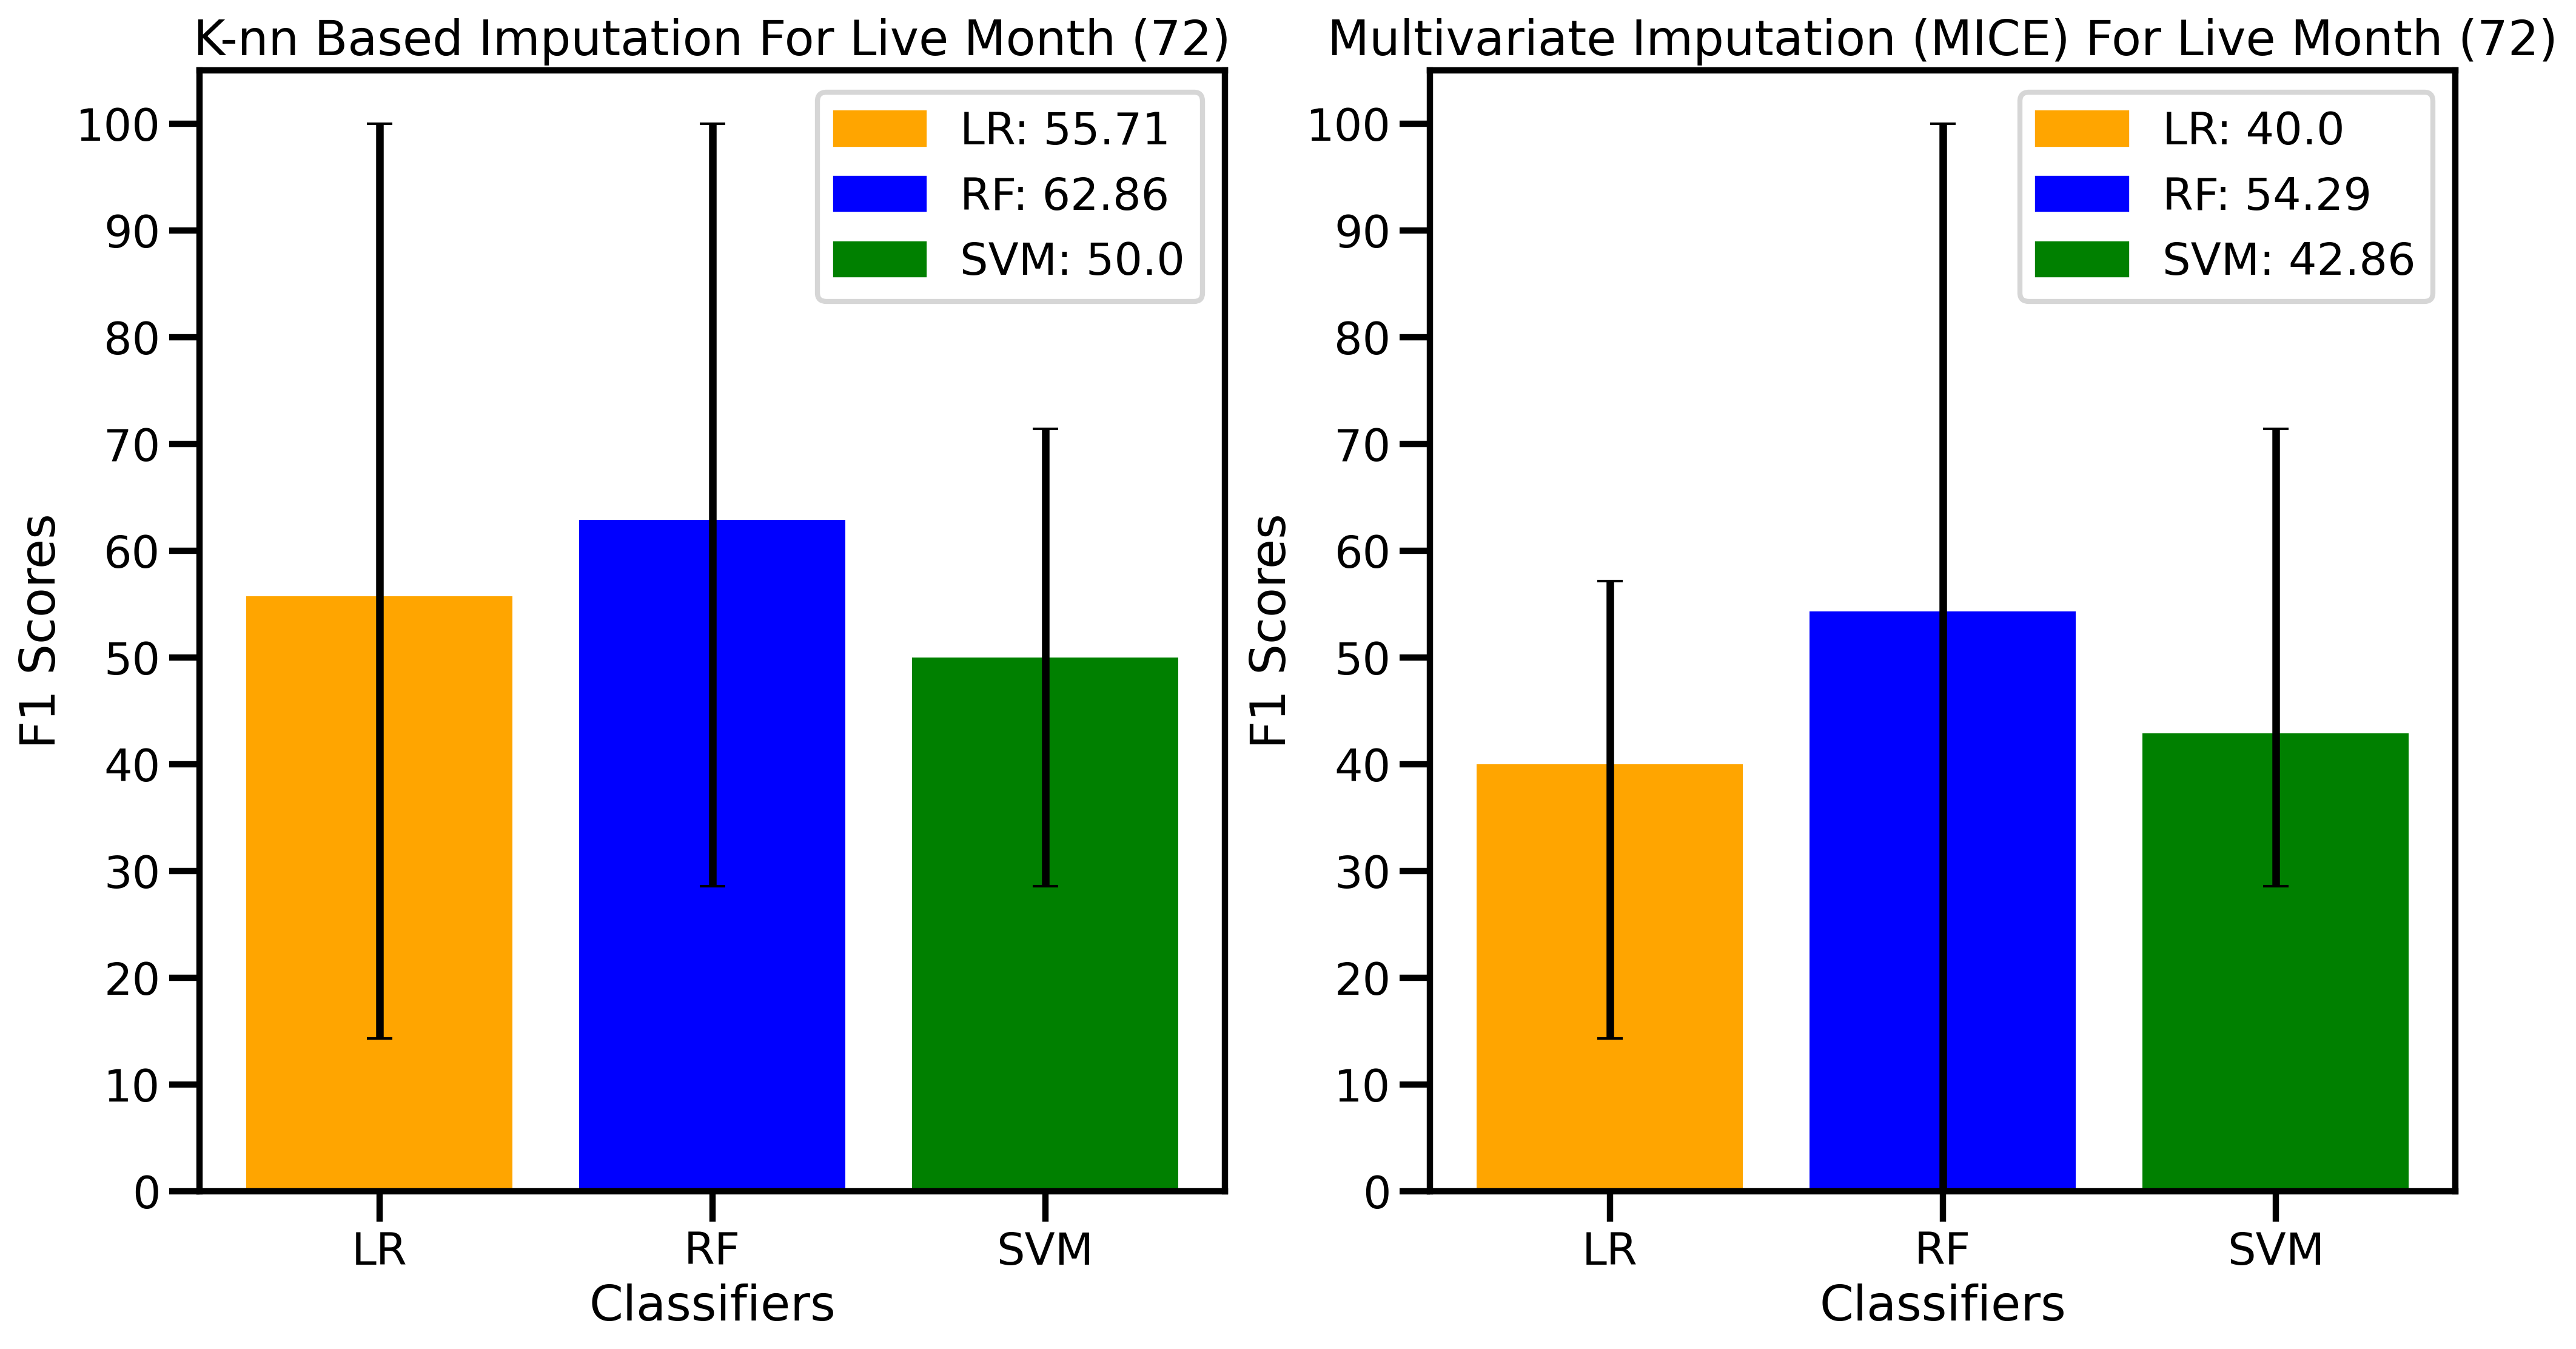 K-nn Based Imputation For Live Month (72)
LR: 55.71
RF: 62.86
SVM: 50.0
100
90
80
70
60
50
40
30
20
10
0
F1 Scores
LR
RF
SVM
Classifiers
Multivariate Imputation (MICE) For Live Month (72)
LR: 40.0
RF: 54.29
SVM: 42.86
100
90
80
70
60
50
40
30
20
10
0
F1 Scores
LR
RF
SVM
Classifiers